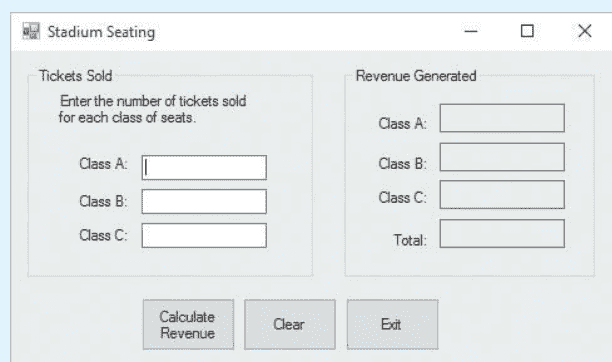 Stadium Seating
Tickets Sold
Enter the number of tickets sold
for each class of seats.
Class A:
Class B:
Class C:
Revenue Generated
Class A:
Class B:
Class C:
Total:
Calculate
Revenue
Clear
Exit